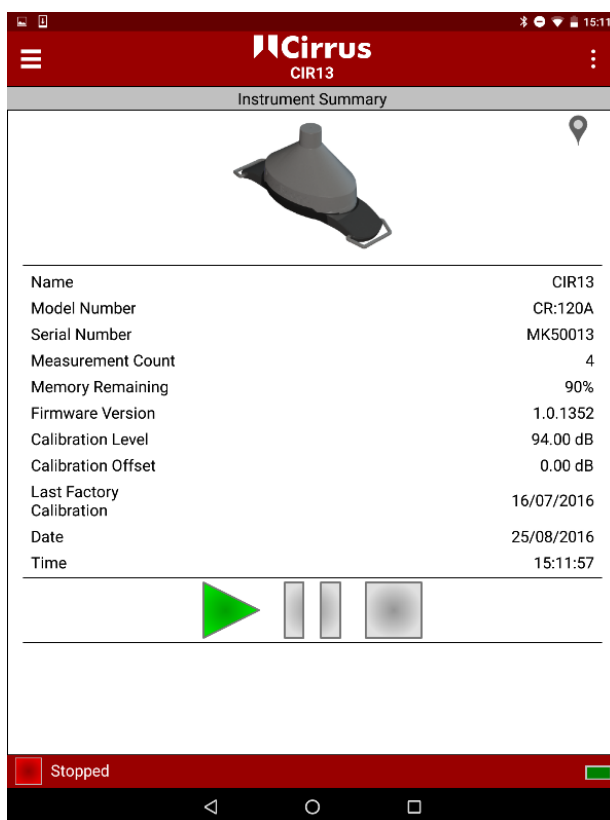 15:11
Cirrus
CIR13
Instrument Summary
Name CIR13
Model Number CR:120A
Serial Number MK50013
Measurement Count 4
Memory Remaining 90%
Firmware Version 1.0.1352
Calibration Level 94.00 dB
Calibration Offset 0.00 dB
Last Factory
Calibration 16/07/2016
Date 25/08/2016
Time 15:11:57
Stopped